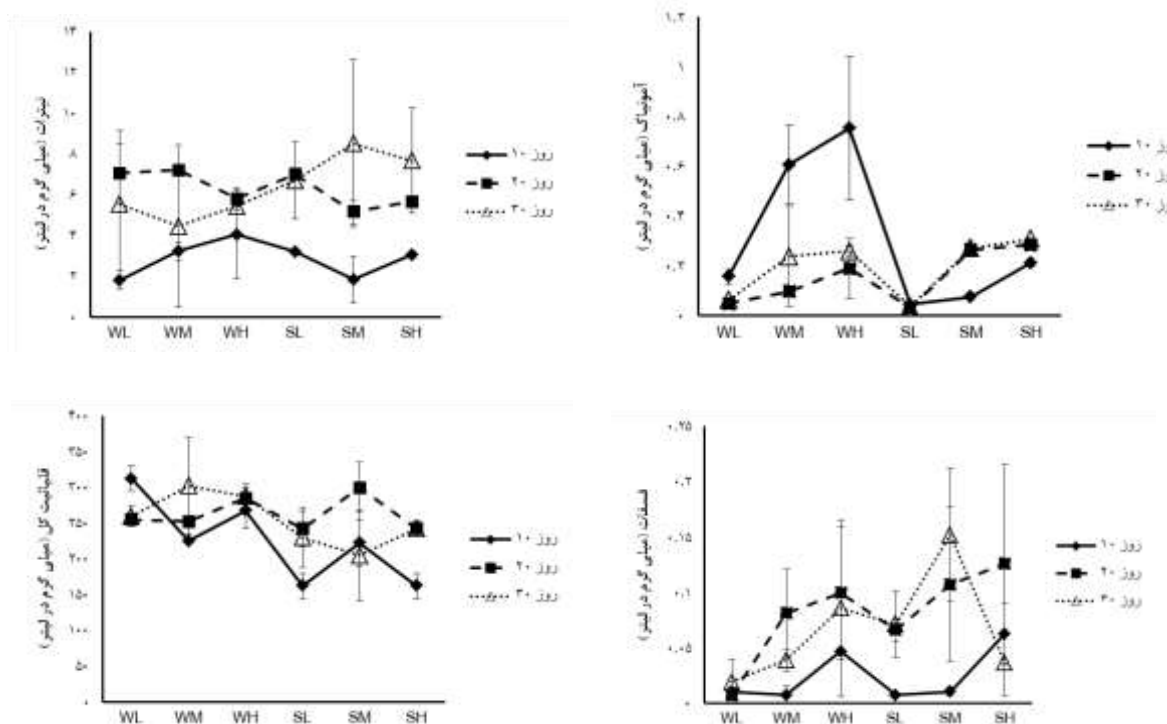 نیترات (میلی گرم در لیتر)
۱۴
۱۲
۱۰
۸
۶
۴
۲
۰
WL WM WH SL SM SH
روز ۱۰
روز ۲۰
روز ۳۰
آمونیاک (میلی گرم در لیتر)
۱.۲
۱
۰.۸
۰.۶
۰.۴
۰.۲
۰
WL WM WH SL SM SH
روز ۱۰
روز ۲۰
روز ۳۰
قلیائیت کل (میلی گرم در لیتر)
۴۰۰
۳۵۰
۳۰۰
۲۵۰
۲۰۰
۱۵۰
۱۰۰
۵۰
۰
WL WM WH SL SM SH
روز ۱۰
روز ۲۰
روز ۳۰
فسفات (میلی گرم در لیتر)
۰.۲۵
۰.۲
۰.۱۵
۰.۱
۰.۰۵
۰
WL WM WH SL SM SH
روز ۱۰
روز ۲۰
روز ۳۰